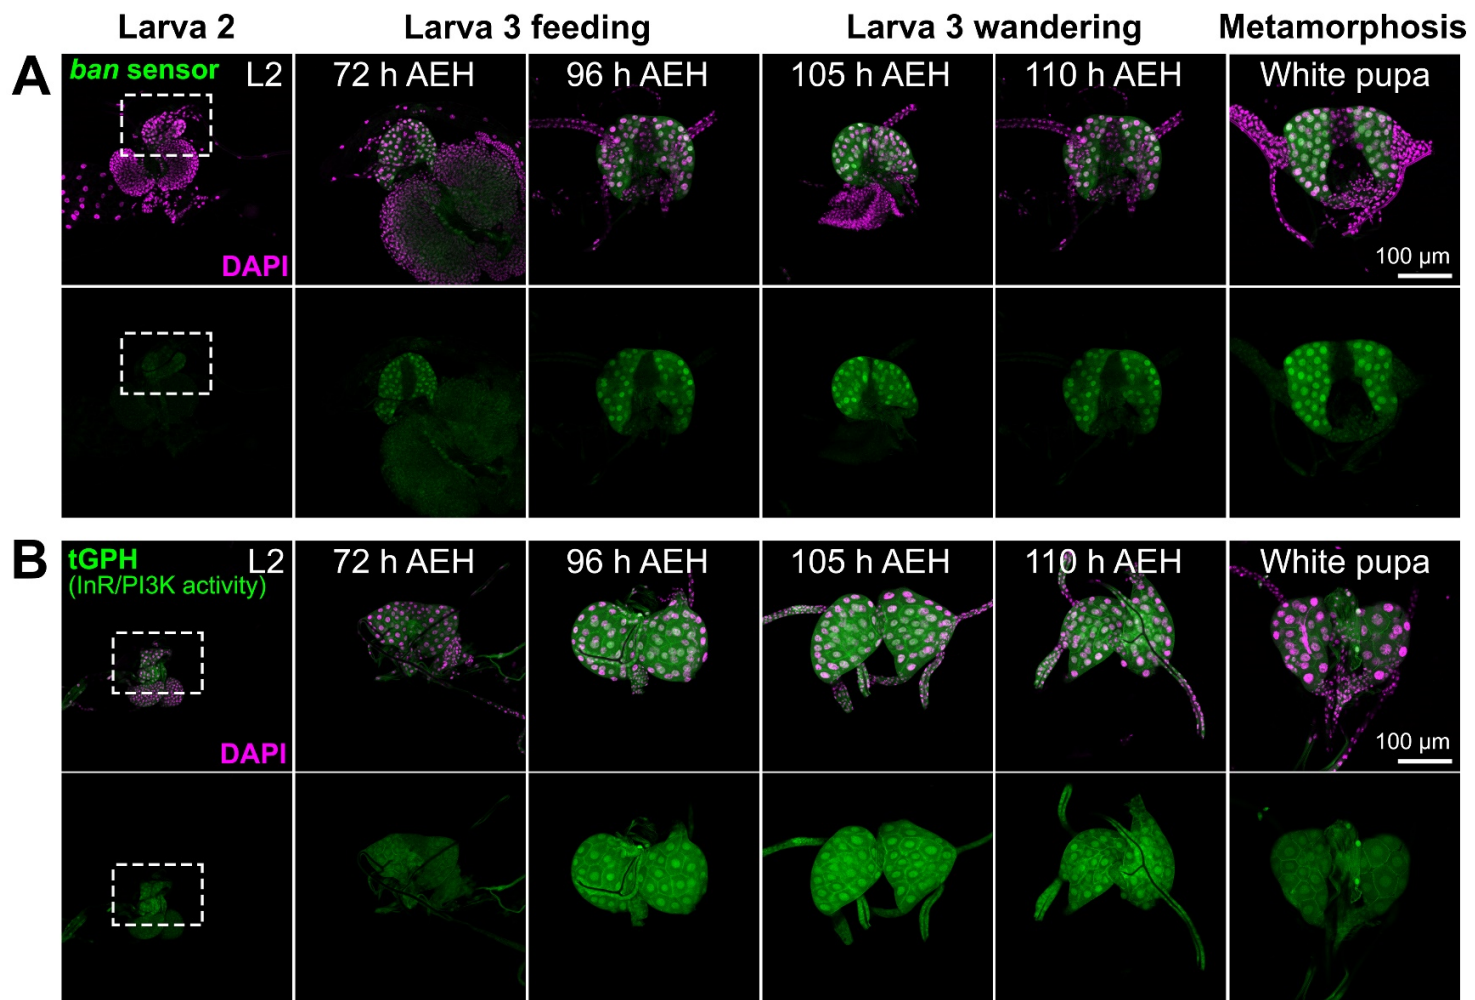 Larva 2 Larva 3 feeding Larva 3 wandering Metamorphosis
A
ban sensor L2 72 h AEH 96 h AEH 105 h AEH 110 h AEH White pupa
DAPI 100 µm
B
tGPH L2 72 h AEH 96 h AEH 105 h AEH 110 h AEH White pupa
(InR/PI3K activity)
DAPI 100 µm